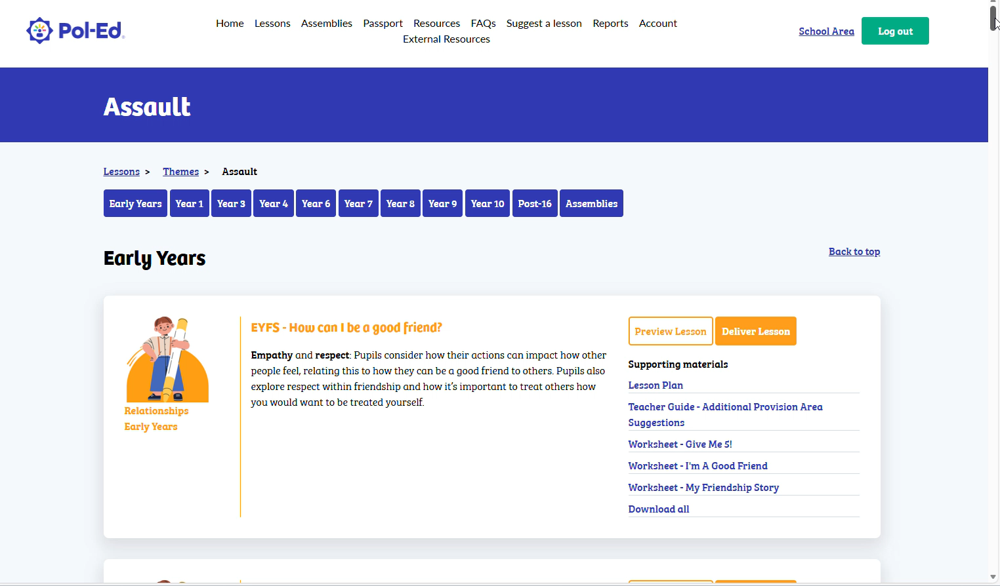 Pol-Ed
Home Lessons Assemblies Passport Resources FAQs Suggest a lesson Reports Account
External Resources
School Area
Log out
Assault
Lessons > Themes > Assault
Early Years Year 1 Year 3 Year 4 Year 6 Year 7 Year 8 Year 9 Year 10 Post-16 Assemblies
Early Years
Back to top
Relationships
Early Years
EYFS - How can I be a good friend?
Empathy and respect: Pupils consider how their actions can impact how other
people feel, relating this to how they can be a good friend to others. Pupils also
explore respect within friendship and how it’s important to treat others how
you would want to be treated yourself.
Preview Lesson Deliver Lesson
Supporting materials
Lesson Plan
Teacher Guide - Additional Provision Area
Suggestions
Worksheet - Give Me 5!
Worksheet - I'm A Good Friend
Worksheet - My Friendship Story
Download all